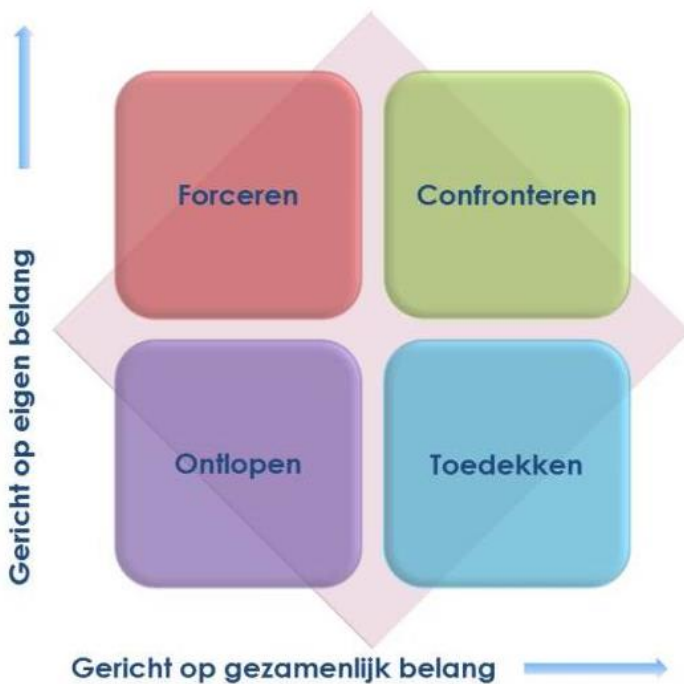 Forceren
Confronteren
Ontlopen
Toedekken
Gericht op eigen belang
Gericht op gezamenlijk belang